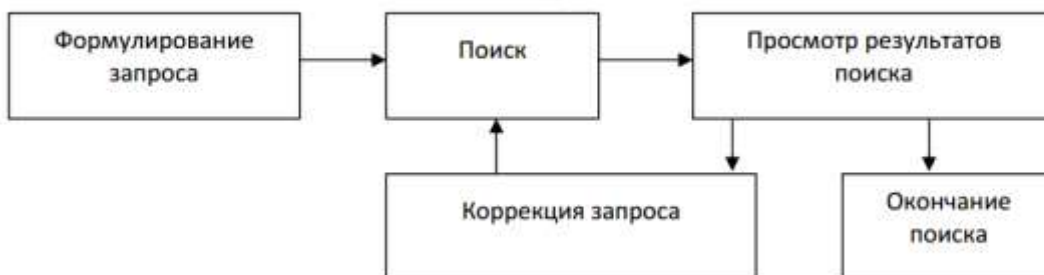 Формулирование
запроса
Поиск
Просмотр результатов
поиска
Коррекция запроса
Окончание
поиска